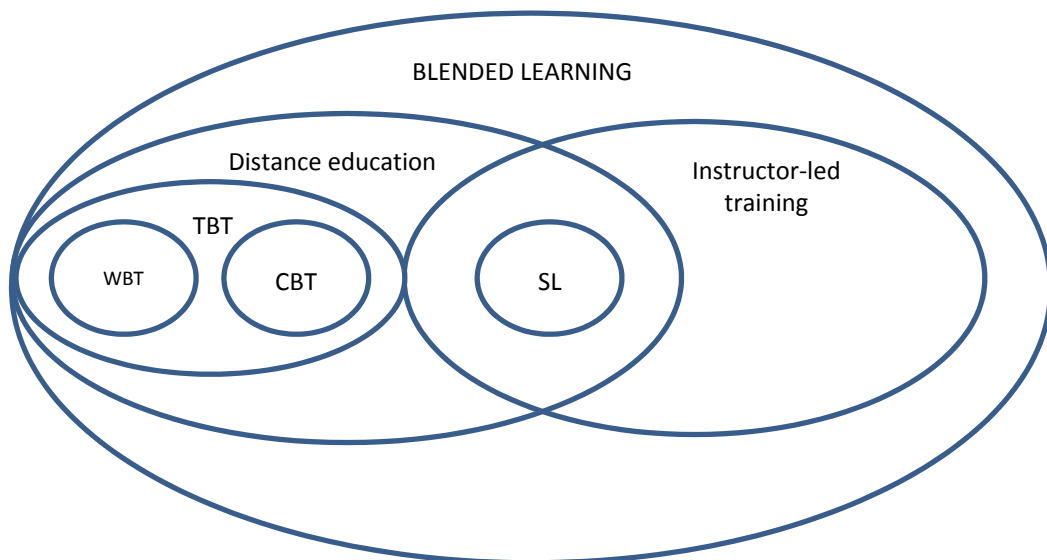 BLENDED LEARNING
Distance education
Instructor-led
training
TBT
WBT
CBT
SL